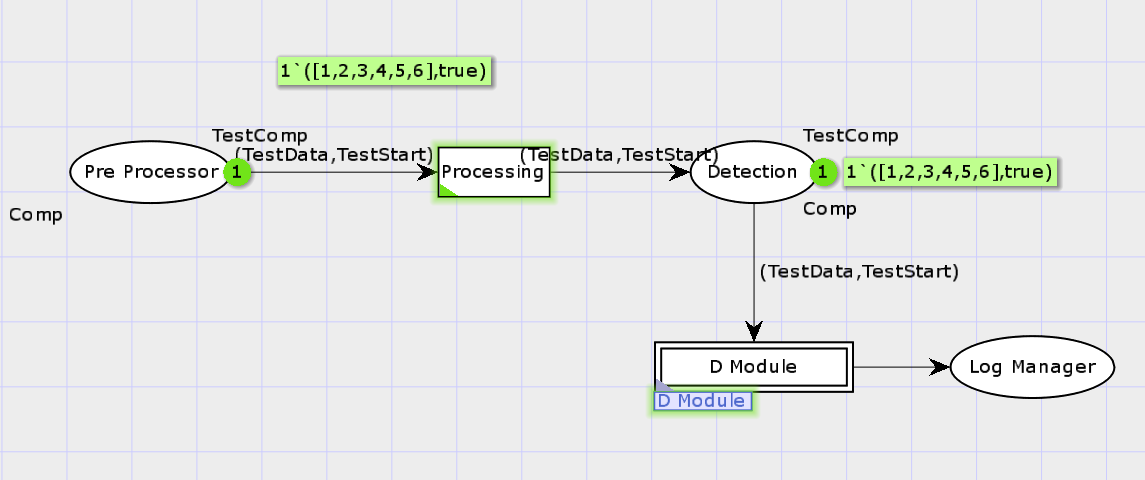 1`([1,2,3,4,5,6],true)
TestComp
(TestData,TestStart)
Pre Processor
1
Comp
Processing
(TestData,TestStart)
TestComp
Detection
1
1`([1,2,3,4,5,6],true)
Comp
(TestData,TestStart)
D Module
D Module
Log Manager